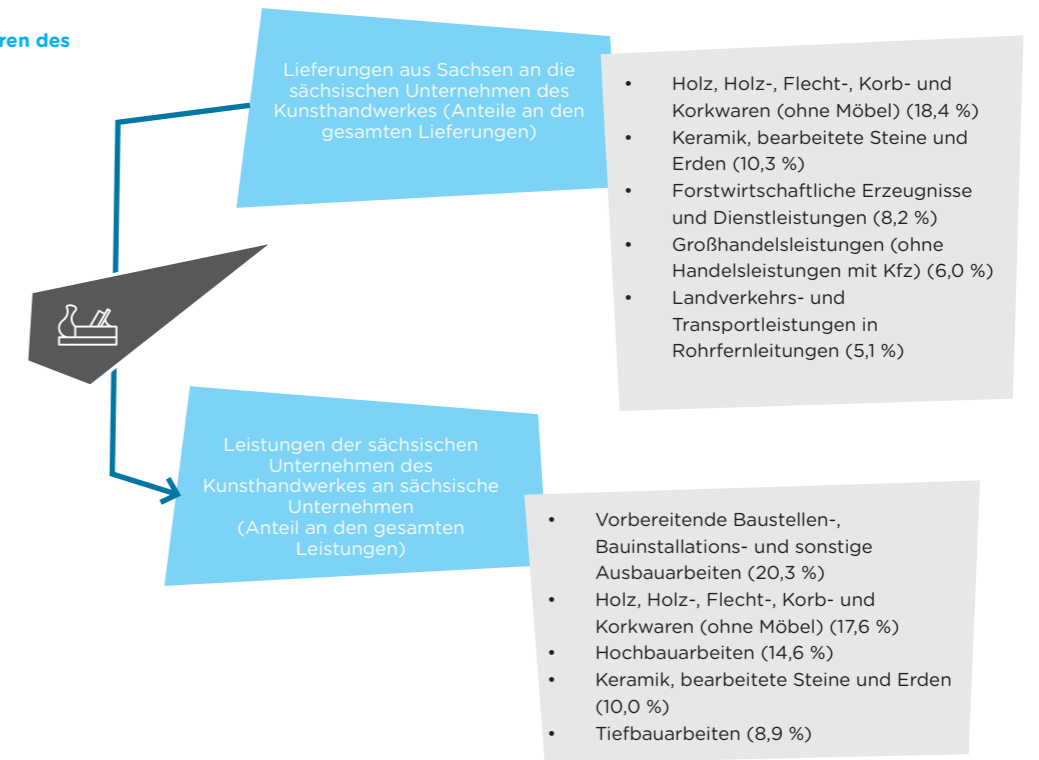 ren des
Lieferungen aus Sachsen an die
sächsischen Unternehmen des
Kunsthandwerkes (Anteile an den
gesamten Lieferungen)
• Holz, Holz-, Flecht-, Korb- und
Korkwaren (ohne Möbel) (18,4 %)
• Keramik, bearbeitete Steine und
Erden (10,3 %)
• Forstwirtschaftliche Erzeugnisse
und Dienstleistungen (8,2 %)
• Großhandelsleistungen (ohne
Handelsleistungen mit Kfz) (6,0 %)
• Landverkehrs- und
Transportleistungen in
Rohrfernleitungen (5,1 %)
Leistungen der sächsischen
Unternehmen des
Kunsthandwerkes an sächsische
Unternehmen
(Anteil an den gesamten
Leistungen)
• Vorbereitende Baustellen-,
Bauinstallations- und sonstige
Ausbauarbeiten (20,3 %)
• Holz, Holz-, Flecht-, Korb- und
Korkwaren (ohne Möbel) (17,6 %)
• Hochbauarbeiten (14,6 %)
• Keramik, bearbeitete Steine und Erden
(10,0 %)
• Tiefbauarbeiten (8,9 %)